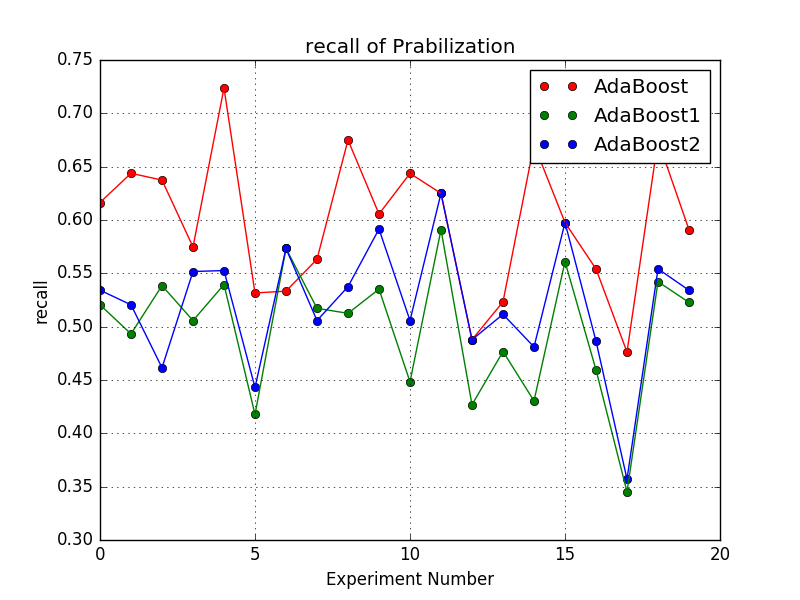 recall of Prabilization
AdaBoost
AdaBoost1
AdaBoost2
0.75
0.70
0.65
0.60
0.55
0.50
0.45
0.40
0.35
0.30
recall
0 5 10 15 20
Experiment Number